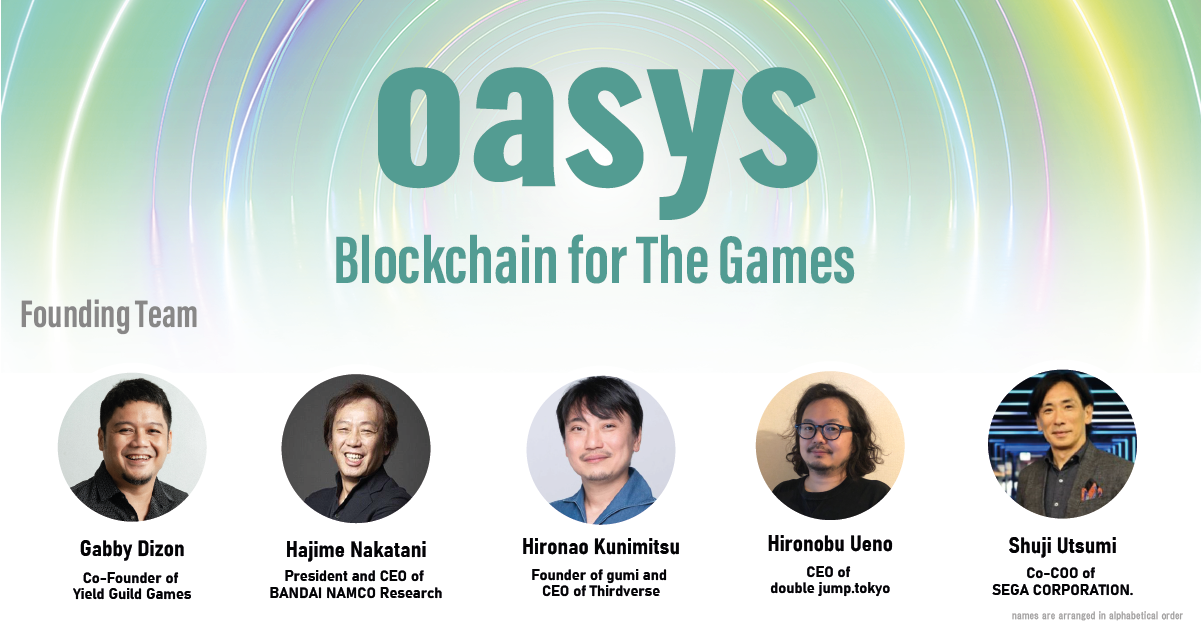 oasys
Blockchain for The Games
Founding Team
Gabby Dizon
Co-Founder of
Yield Guild Games
Hajime Nakatani
President and CEO of
BANDAI NAMCO Research
Hironao Kunimitsu
Founder of gumi and
CEO of Thirdverse
Hironobu Ueno
CEO of
double jump.tokyo
Shuji Utsumi
Co-COO of
SEGA CORPORATION.
names are arranged in alphabetical order